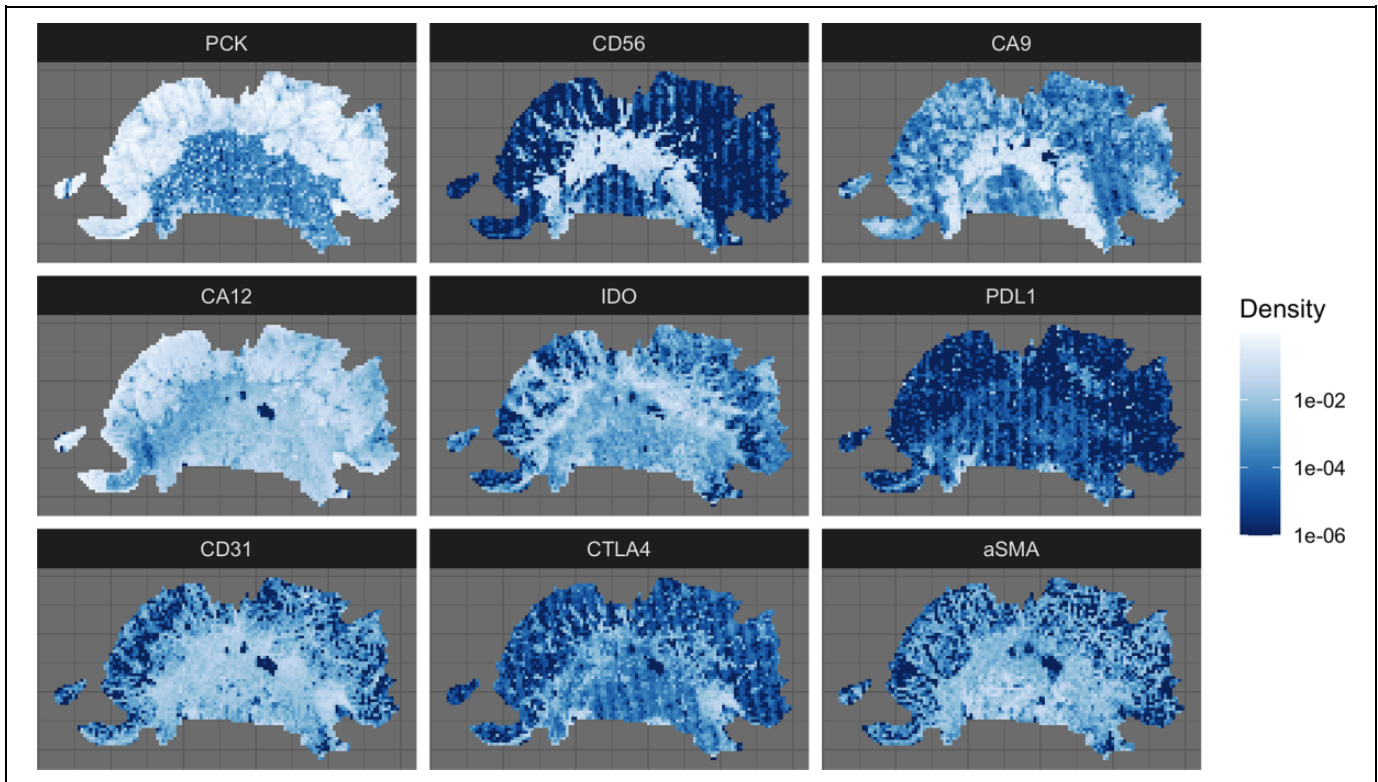 PCK CD56 CA9
CA12 IDO PDL1
Density
1e-02
1e-04
1e-06
CD31 CTLA4 aSMA